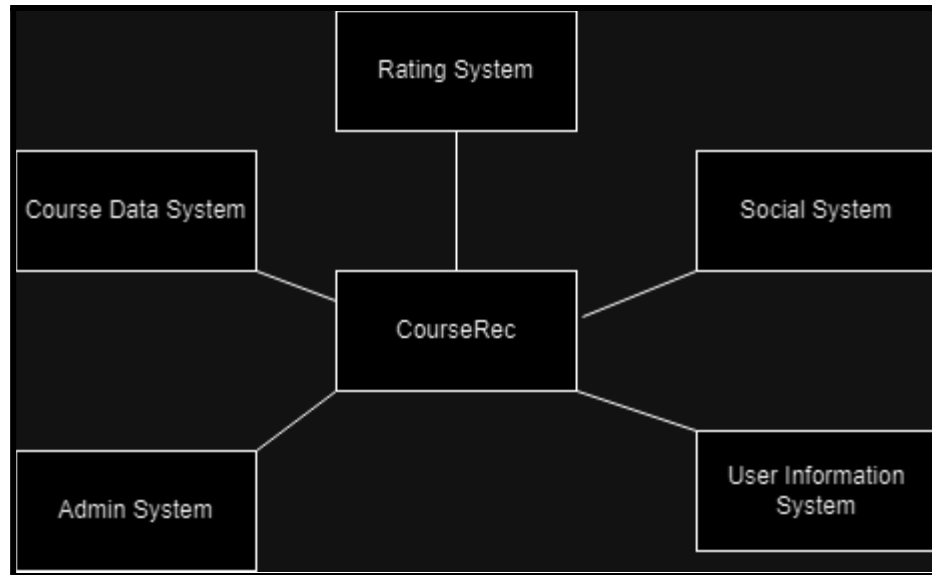 Rating System
Course Data System
Social System
CourseRec
User Information
System
Admin System